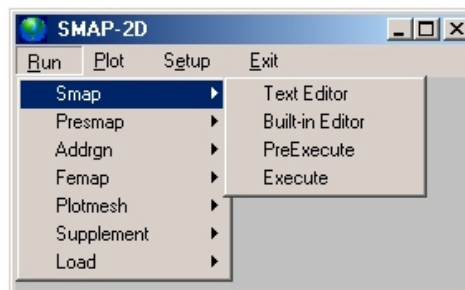 SMAP-2D
Run Plot Setup Exit
Smap
Presmap
Addrgn
Femap
Plotmesh
Supplement
Load
Text Editor
Built-in Editor
PreExecute
Execute